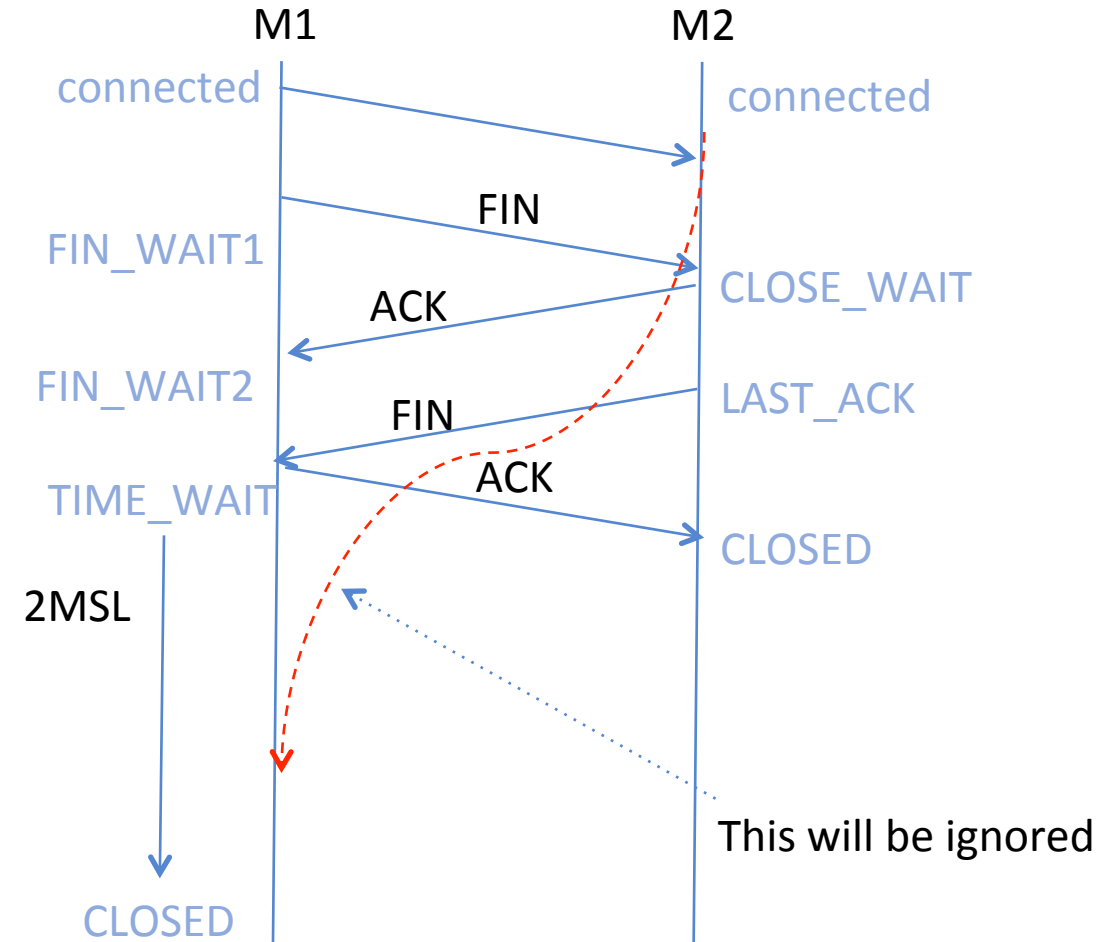 M1
M2
connected
connected
FIN
FIN_WAIT1
CLOSE_WAIT
ACK
FIN_WAIT2
LAST_ACK
FIN
ACK
TIME_WAIT
CLOSED
2MSL
This will be ignored
CLOSED